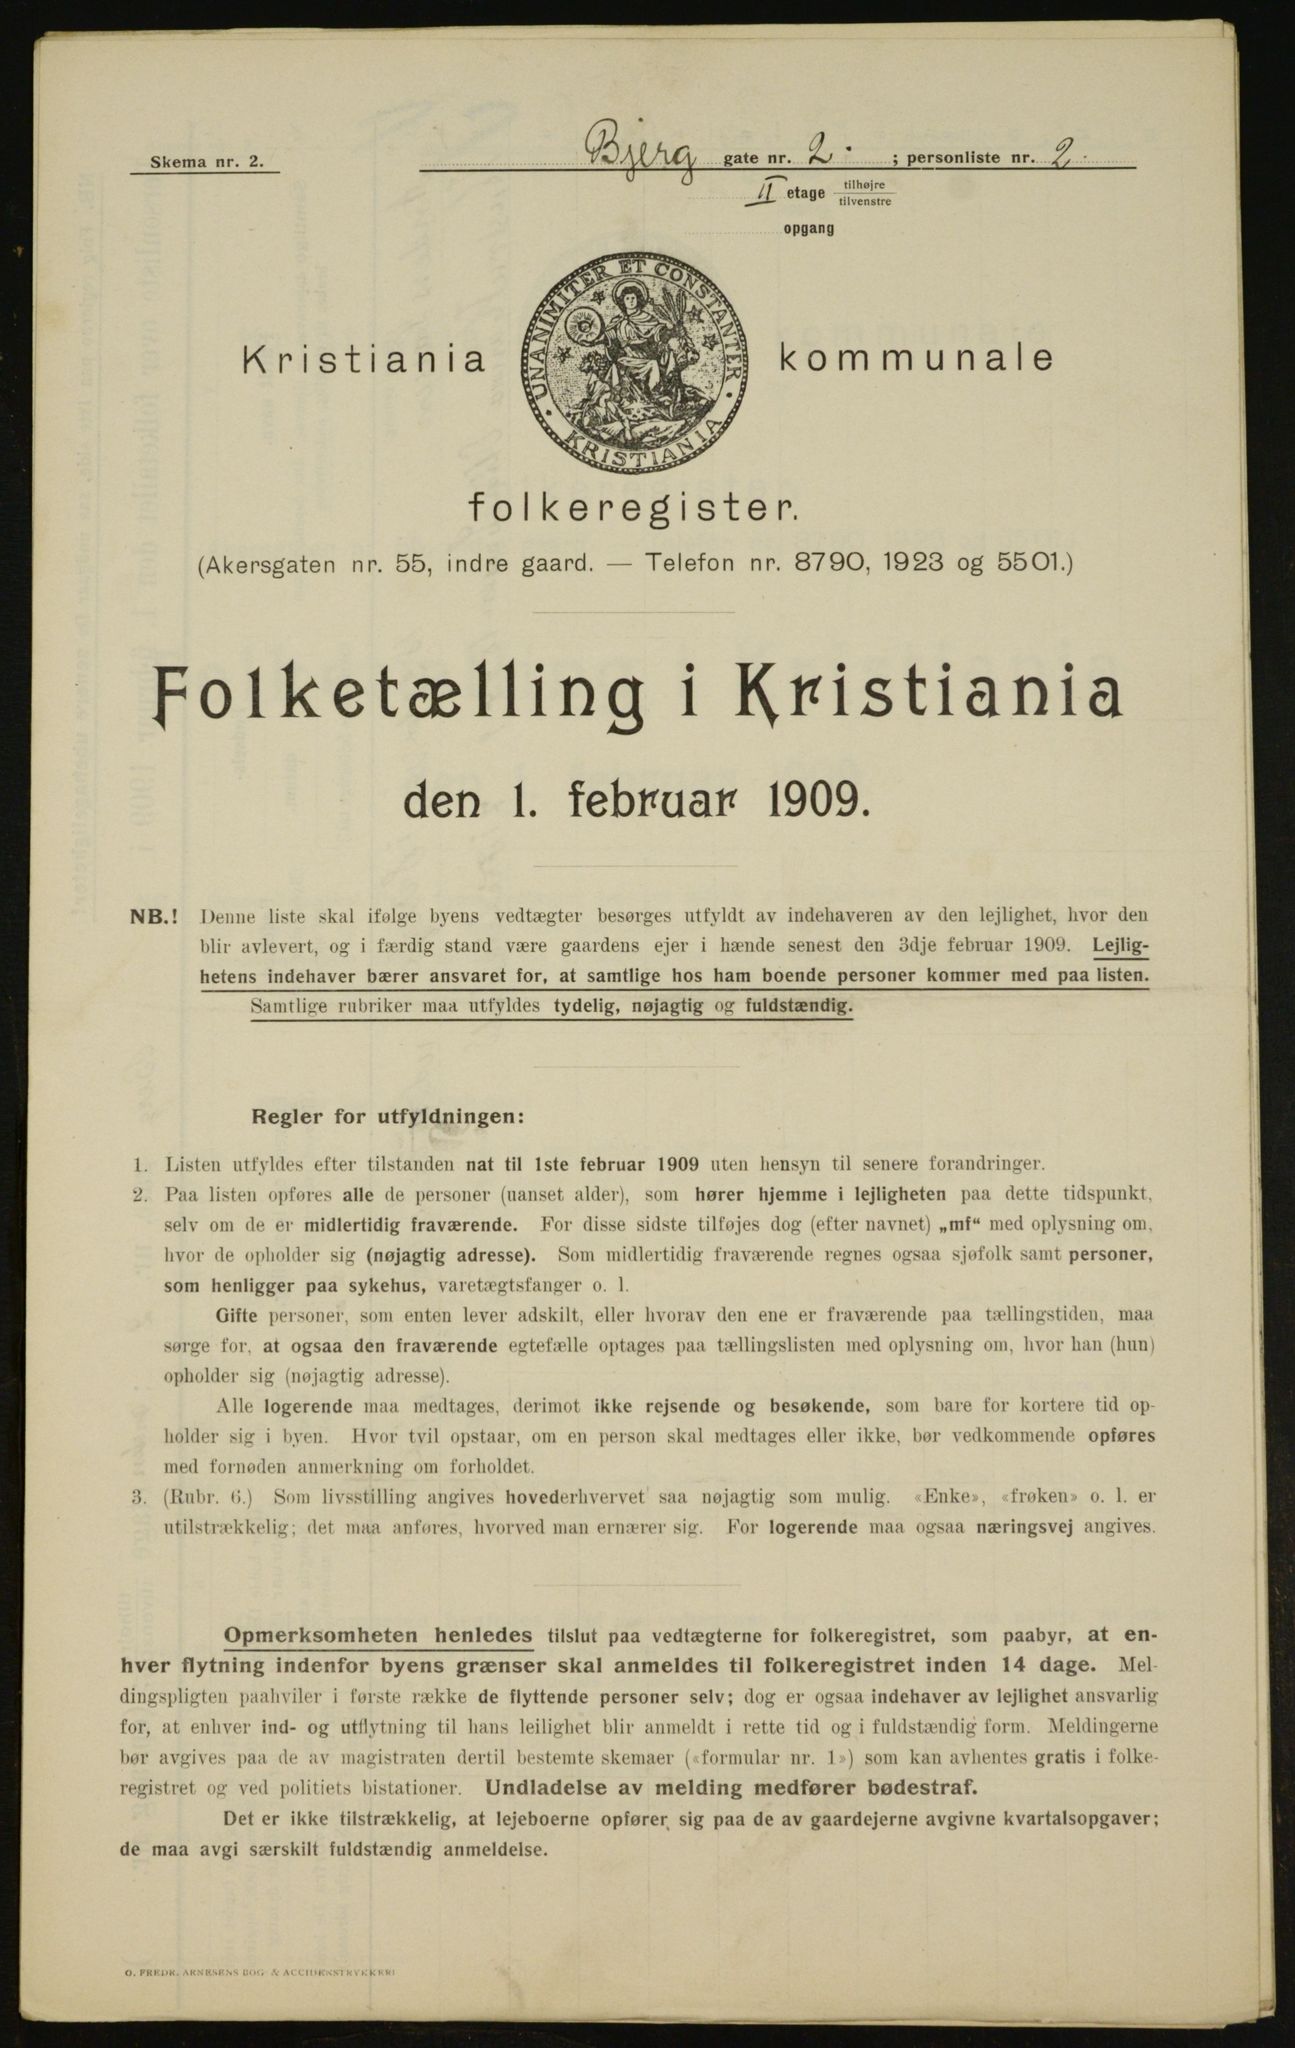 Skema nr. 2.
Bjerg gate nr. 2. ; personliste nr. 2.
II etage tilhøjre
tilvenstre
opgang
UNANIMITER ET CONSTANTER
KRISTIANIA
Kristiania kommunale
folkeregister.
(Akersgaten nr. 55, indre gaard. — Telefon nr. 8790, 1923 og 5501.)
Folketælling i Kristiania
den 1. februar 1909.
NB.! Denne liste skal ifølge byens vedtægter besørges utfyldt av indehaveren av den lejlighet, hvor den
blir avlevert, og i færdig stand være gaardens ejer i hænde senest den 3dje februar 1909. Lejlig-
hetens indehaver bærer ansvaret for, at samtlige hos ham boende personer kommer med paa listen.
Samtlige rubriker maa utfyldes tydelig, nøjagtig og fuldstændig.
Regler for utfyldningen:
1. Listen utfyldes efter tilstanden nat til 1ste februar 1909 uten hensyn til senere forandringer.
2. Paa listen opføres alle de personer (uanset alder), som hører hjemme i lejligheten paa dette tidspunkt,
selv om de er midlertidig fraværende. For disse sidste tilføjes dog (efter navnet) „mf“ med oplysning om,
hvor de opholder sig (nøjagtig adresse). Som midlertidig fraværende regnes ogsaa sjøfolk samt personer,
som henligger paa sykehus, varetægtsfanger o. l.
Gifte personer, som enten lever adskilt, eller hvorav den ene er fraværende paa tællingstiden, maa
sørge for, at ogsaa den fraværende egtefælle optages paa tællingslisten med oplysning om, hvor han (hun)
opholder sig (nøjagtig adresse).
Alle logerende maa medtages, derimot ikke rejsende og besøkende, som bare for kortere tid op-
holder sig i byen. Hvor tvil opstaar, om en person skal medtages eller ikke, bør vedkommende opføres
med fornøden anmerkning om forholdet.
3. (Rubr. 6.) Som livsstilling angives hovederhvervet saa nøjagtig som mulig. «Enke», «frøken» o. l. er
utilstrækkelig; det maa anføres, hvorved man ernærer sig. For logerende maa ogsaa næringsvej angives.
Opmerksomheten henledes tilslut paa vedtægterne for folkeregistret, som paabyr, at en-
hver flytning indenfor byens grænser skal anmeldes til folkeregistret inden 14 dage. Mel-
dingspligten paahviler i første række de flyttende personer selv; dog er ogsaa indehaver av lejlighet ansvarlig
for, at enhver ind- og utflytning til hans leilighet blir anmeldt i rette tid og i fuldstændig form. Meldingerne
bør avgives paa de av magistraten dertil bestemte skemaer («formular nr. 1») som kan avhentes gratis i folke-
registret og ved politiets bistationer. Undladelse av melding medfører bødestraf.
Det er ikke tilstrækkelig, at lejeboerne opfører sig paa de av gaardejerne avgivne kvartalsopgaver;
de maa avgi særskilt fuldstændig anmeldelse.
O. FREDR. ARNESENS BOG & ACCIDENSTRYKKERI